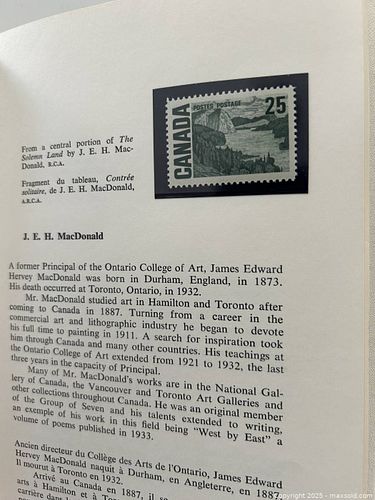 CANADA
POSTES POSTAGE
25
From a central portion of The
Solemn Land by J. E. H. Mac-
Donald, R.C.A.
Fragment du tableau, Contrée
solitaire, de J. E. H. MacDonald,
A.R.C.A.
J. E. H. MacDonald
A former Principal of the Ontario College of Art, James Edward
Hervey MacDonald was born in Durham, England, in 1873.
His death occurred at Toronto, Ontario, in 1932.
Mr. MacDonald studied art in Hamilton and Toronto after
coming to Canada in 1887. Turning from a career in the
commercial art and lithographic industry he began to devote
his full time to painting in 1911. A search for inspiration took
him through Canada and many other countries. His teachings at
the Ontario College of Art extended from 1921 to 1932, the last
three years in the capacity of Principal.
Many of Mr. MacDonald's works are in the National Gal-
lery of Canada, the Vancouver and Toronto Art Galleries and
other collections throughout Canada. He was an original member
of the Group of Seven and his talents extended to writing,
an exemple of his work in this field being "West by East" a
volume of poems published in 1933.
Ancien directeur du Collège des Arts de l'Ontario, James Edward
Hervey MacDonald naquit à Durham, en Angleterre, en 1887
Il mourut à Toronto en 1932.
Arrivé au Canada en 1887, il
arts à Hamilton et à
carrière dans
© Copyright 2025 - maxsold.com